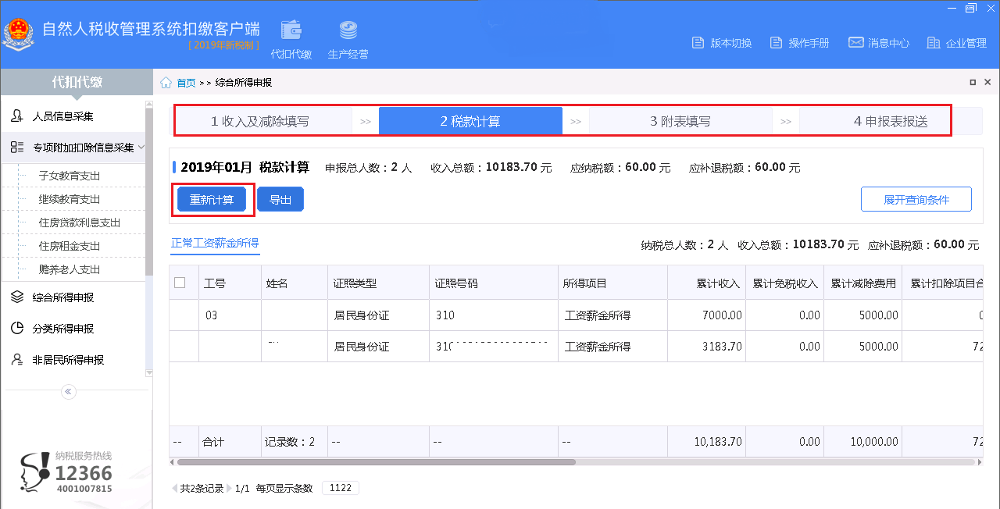 自然人税收管理系统扣缴客户端
[ 2019年新税制 ]
代扣代缴
生产经营
版本切换
操作手册
消息中心
企业管理
代扣代缴
首页 >> 综合所得申报
人员信息采集
专项附加扣除信息采集
子女教育支出
继续教育支出
住房贷款利息支出
住房租金支出
赡养老人支出
综合所得申报
分类所得申报
非居民所得申报
«
纳税服务热线
12366
4001007815
1 收入及减除填写 >> 2 税款计算 >> 3 附表填写 >> 4 申报表报送
2019年01月 税款计算 申报总人数：2 人 收入总额：10183.70 元 应纳税额：60.00 元 应补退税额：60.00 元
重新计算 导出 展开查询条件
正常工资薪金所得 纳税总人数：2 人 收入总额：10183.70 元 应补退税额：60.00 元
工号 姓名 证照类型 证照号码 所得项目 累计收入 累计免税收入 累计减除费用 累计扣除项目合
03 居民身份证 310 工资薪金所得 7000.00 0.00 5000.00 0
居民身份证 310 工资薪金所得 3183.70 0.00 5000.00 72
-- 合计 记录数：2 -- -- -- 10,183.70 0.00 10,000.00 72
共2条记录 1/1 每页显示条数 1122